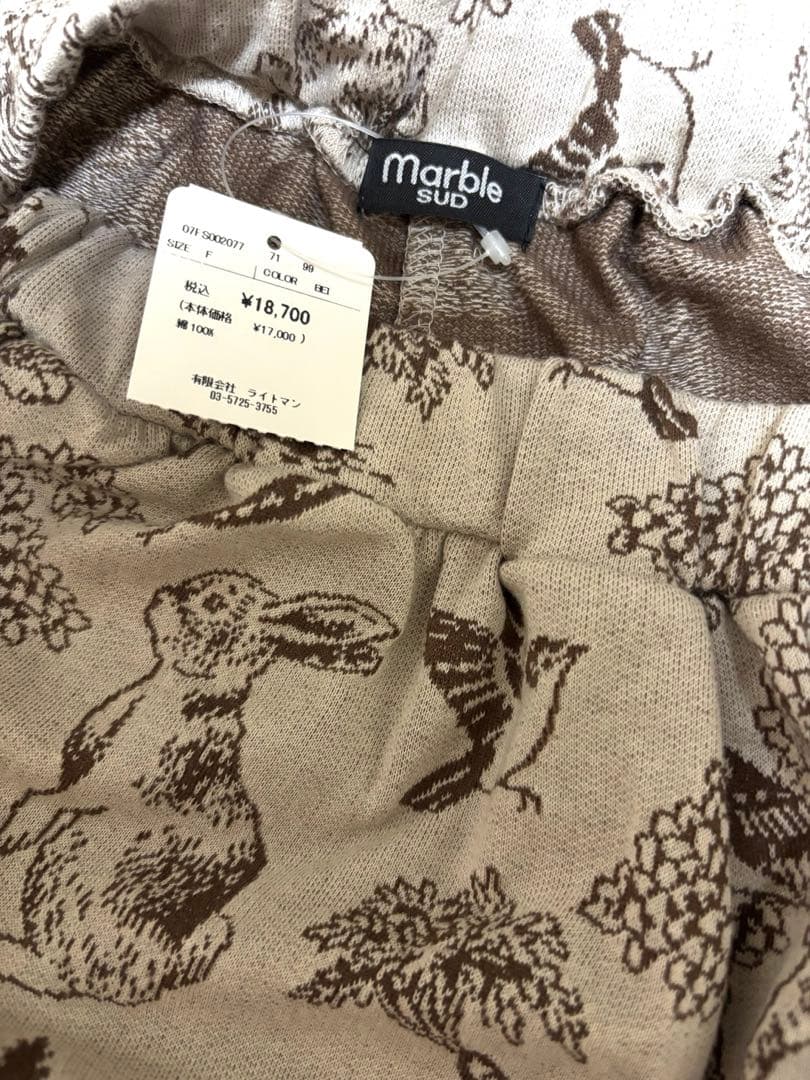 marble
SUD
07FS002077 71 99
SIZE F COLOR BEI
税込 ¥18,700
(本体価格 ¥17,000 )
綿100%
有限会社 ライトマン
03-5725-3755